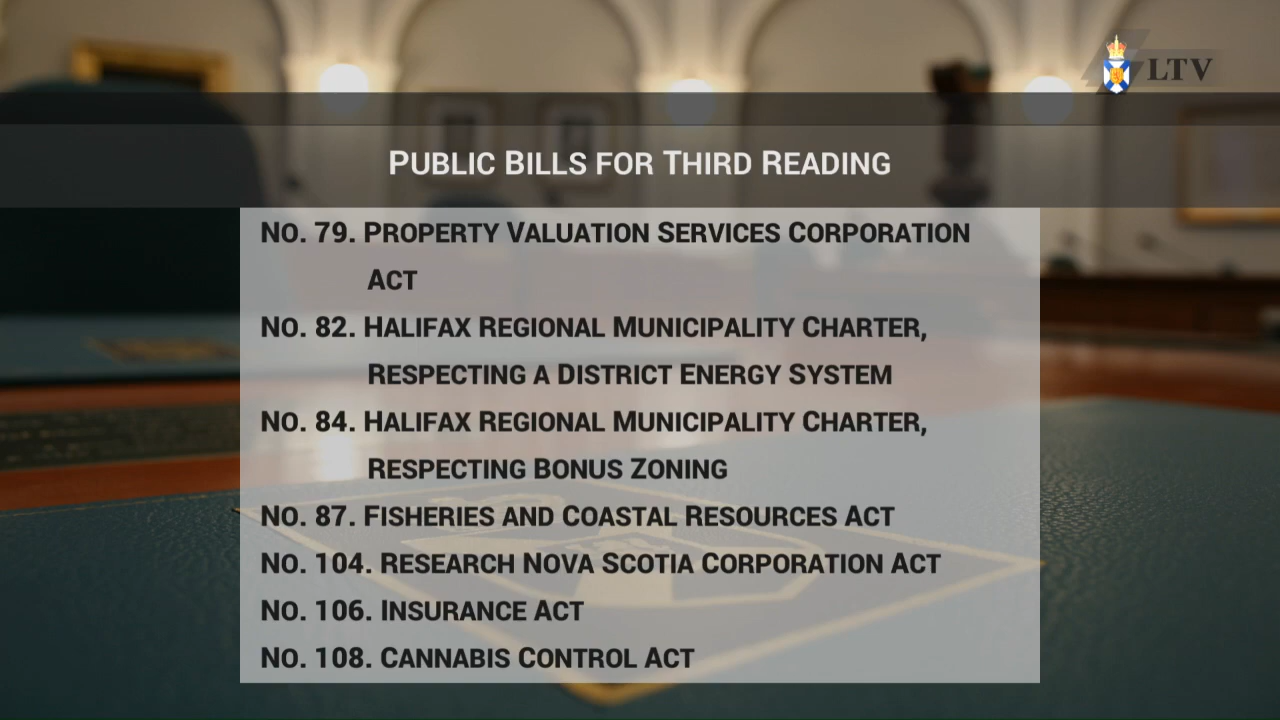 LTV
PUBLIC BILLS FOR THIRD READING
NO. 79. PROPERTY VALUATION SERVICES CORPORATION
ACT
NO. 82. HALIFAX REGIONAL MUNICIPALITY CHARTER,
RESPECTING A DISTRICT ENERGY SYSTEM
NO. 84. HALIFAX REGIONAL MUNICIPALITY CHARTER,
RESPECTING BONUS ZONING
NO. 87. FISHERIES AND COASTAL RESOURCES ACT
NO. 104. RESEARCH NOVA SCOTIA CORPORATION ACT
NO. 106. INSURANCE ACT
NO. 108. CANNABIS CONTROL ACT